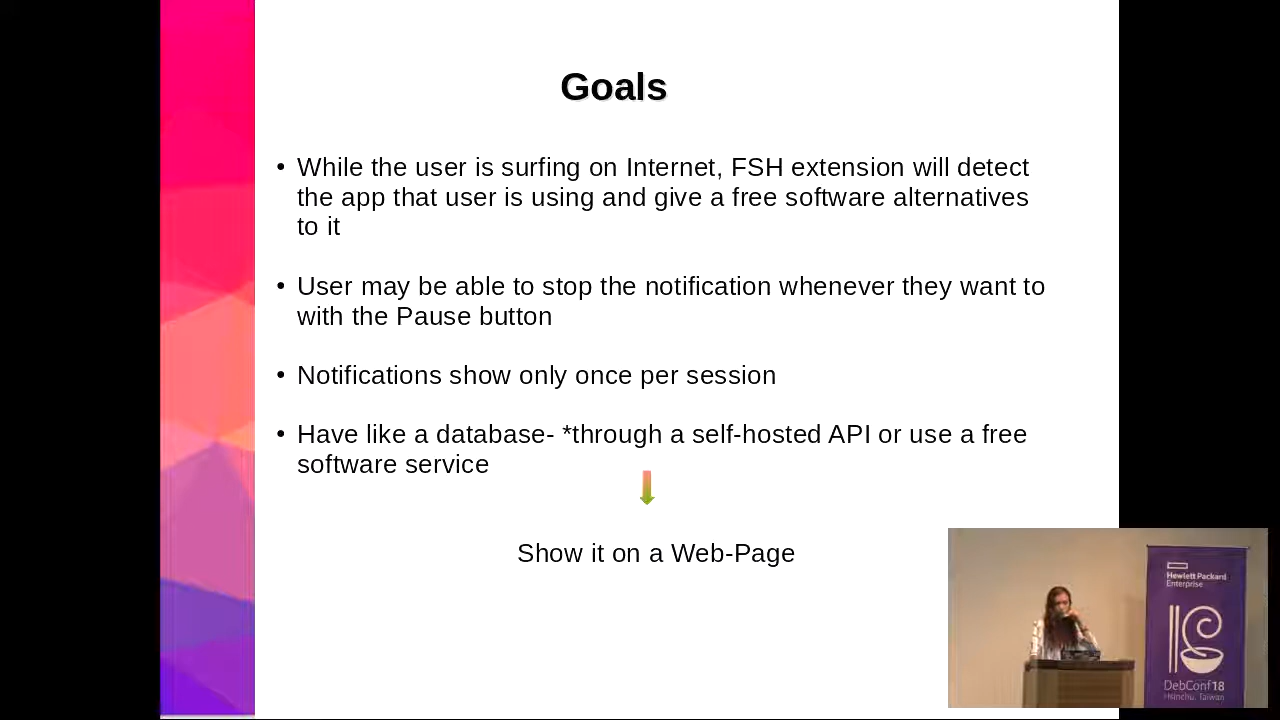 Goals
• While the user is surfing on Internet, FSH extension will detect
the app that user is using and give a free software alternatives
to it
• User may be able to stop the notification whenever they want to
with the Pause button
• Notifications show only once per session
• Have like a database- *through a self-hosted API or use a free
software service
Show it on a Web-Page
Hewlett Packard
Enterprise
DebConf18
Hsinchu, Taiwan